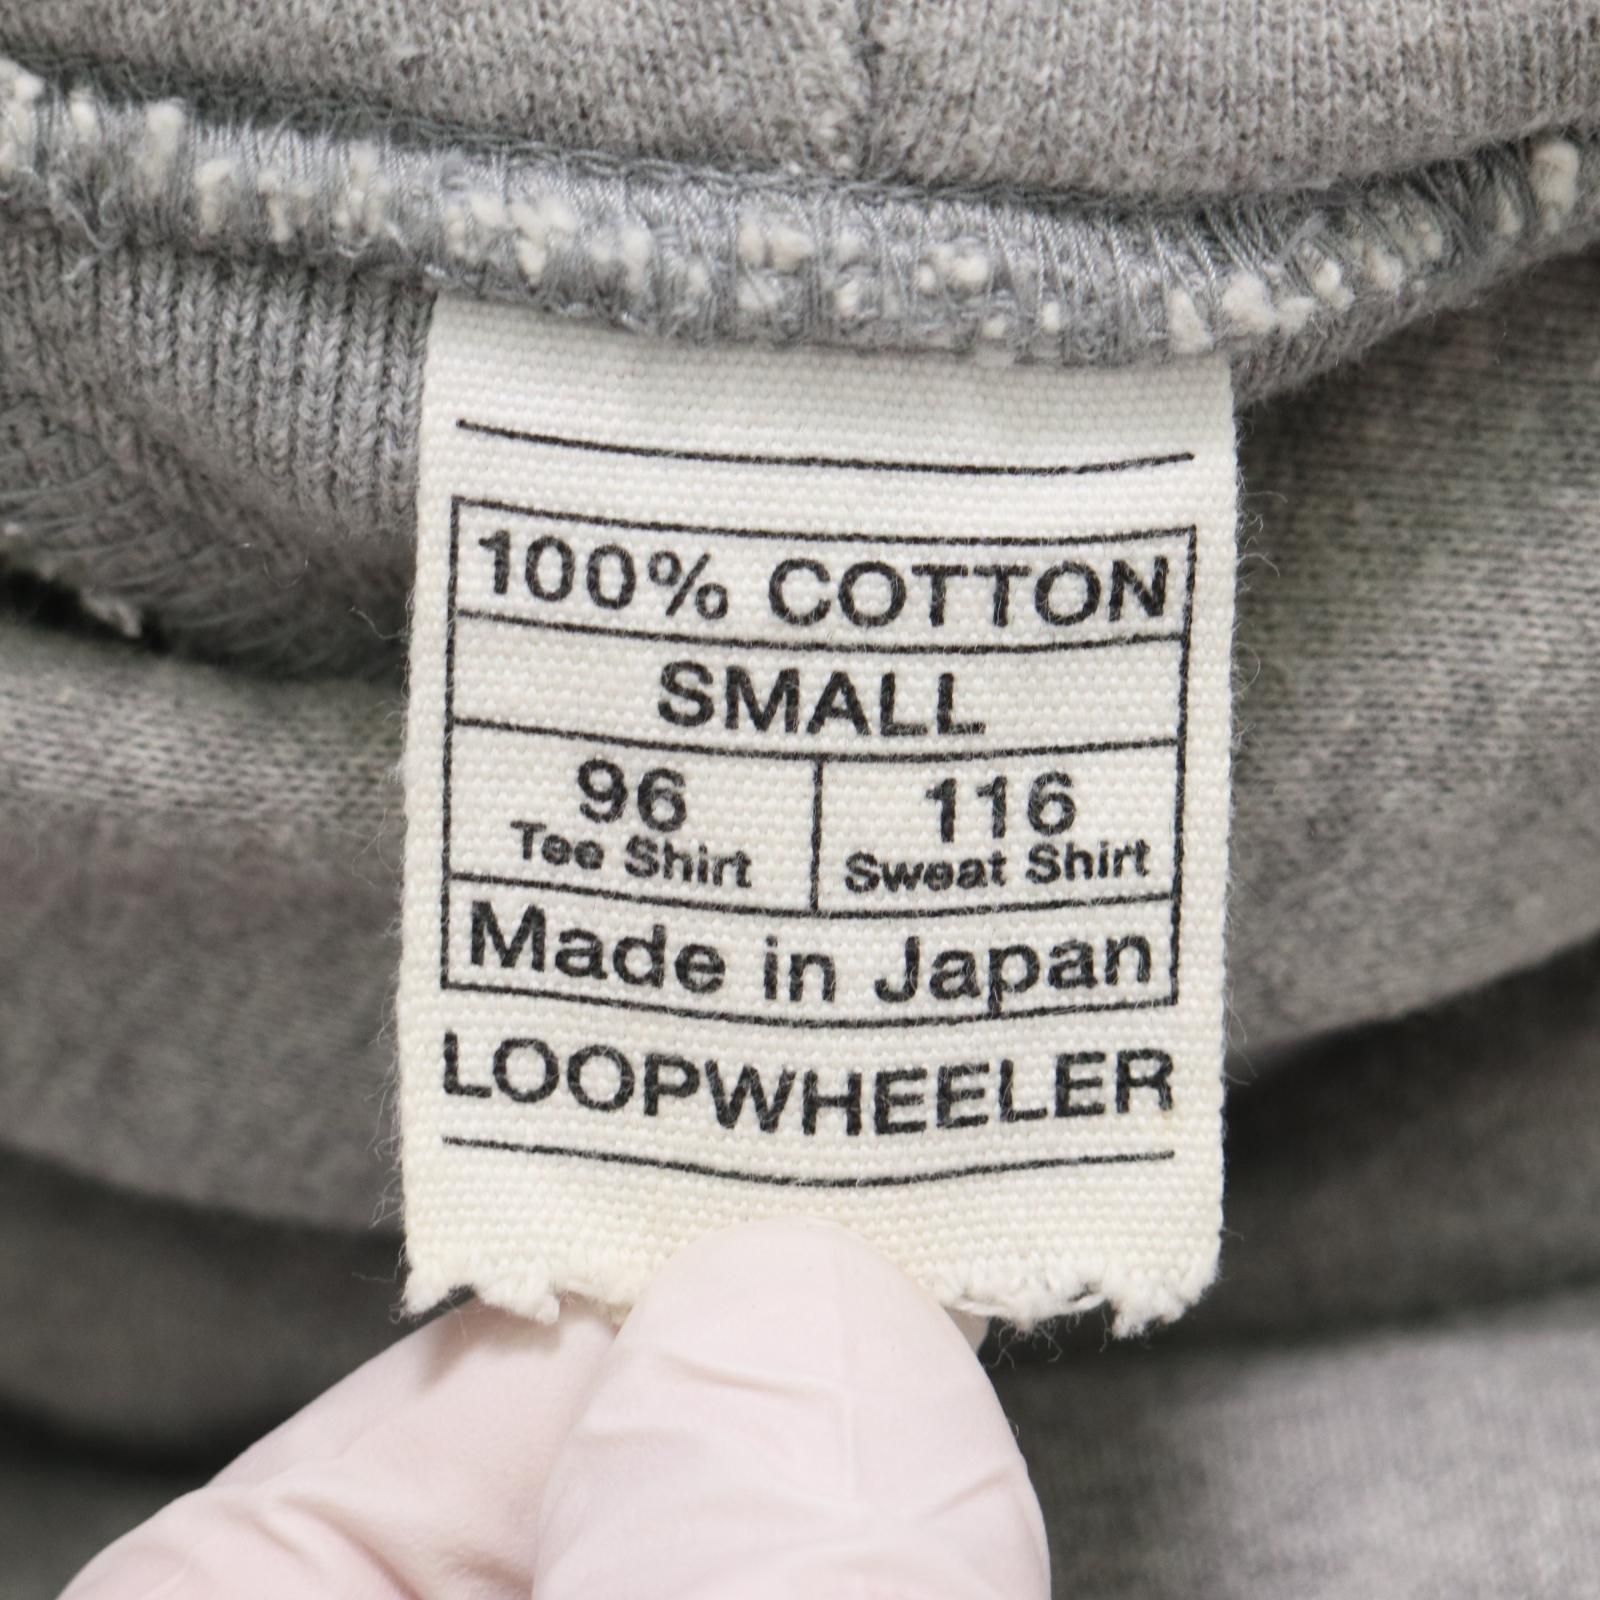 100% COTTON
SMALL
96 116
Tee Shirt Sweat Shirt
Made in Japan
LOOPWHEELER